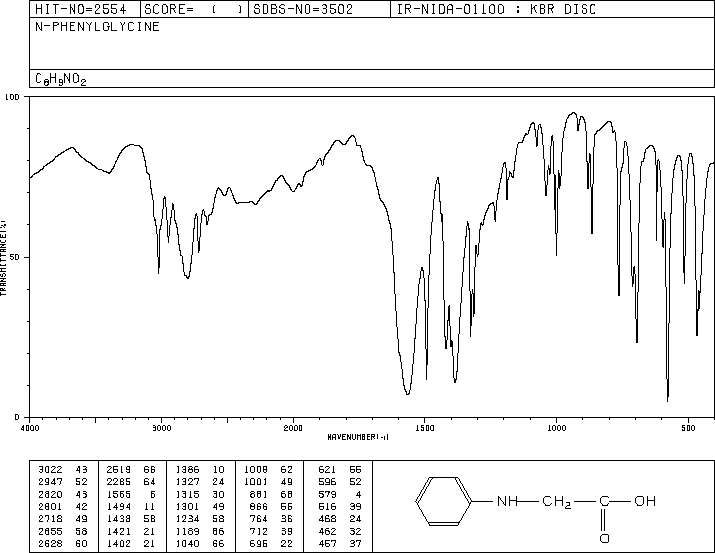 HIT-NO=2554 SCORE= ( ) SDBS-NO=3502 IR-NIDA-01100 : KBR DISC
N-PHENYLGLYCINE
C8H9NO2
100
50
0
TRANSMITTANCE(%)
4000 3000 2000 1500 1000 500
WAVENUMBER(-1)
3022 43 2519 66 1386 10 1008 62 621 55
2947 52 2285 64 1327 24 1001 49 596 52
2820 43 1565 6 1315 30 881 68 579 4
2801 42 1494 11 1301 49 866 55 516 39
2718 49 1438 58 1234 58 764 36 468 24
2655 58 1421 21 1189 66 712 39 462 32
2628 60 1402 21 1040 66 696 22 457 37
NH CH2 C OH
O